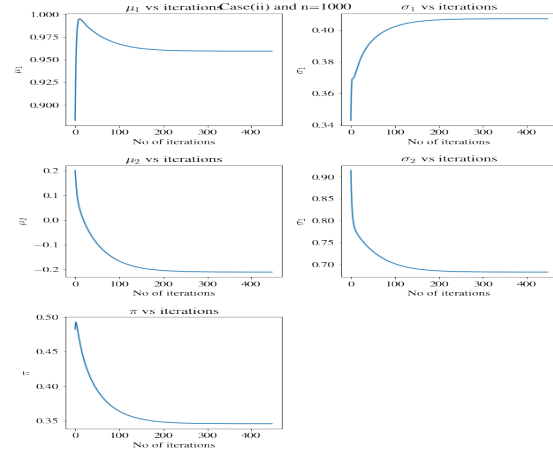 μ1 vs iterations Case(ii) and n=1000
σ1 vs iterations
1.000
0.975
0.950
0.925
0.900
μ1
0 100 200 300 400
No of iterations
0.40
0.38
0.36
0.34
σ1
0 100 200 300 400
No of iterations
μ2 vs iterations
0.2
0.1
0.0
−0.1
−0.2
μ2
0 100 200 300 400
No of iterations
σ2 vs iterations
0.90
0.85
0.80
0.75
0.70
σ2
0 100 200 300 400
No of iterations
π vs iterations
0.50
0.45
0.40
0.35
π
0 100 200 300 400
No of iterations